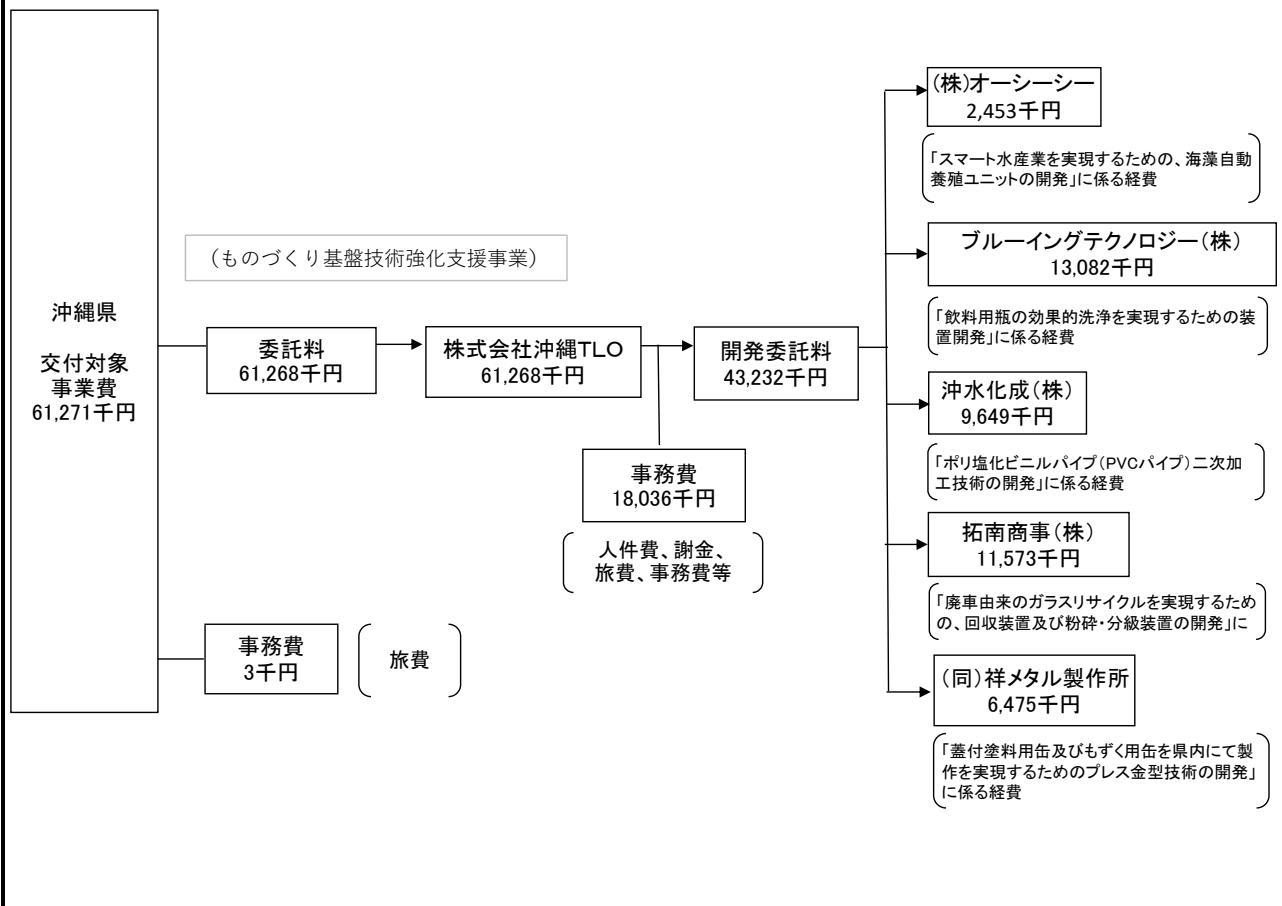 沖縄県
交付対象
事業費
61,271千円
(ものづくり基盤技術強化支援事業)
委託料
61,268千円
株式会社沖縄TLO
61,268千円
事務費
18,036千円
人件費、謝金、
旅費、事務費等
開発委託料
43,232千円
事務費
3千円
旅費
(株)オーシーシー
2,453千円
「スマート水産業を実現するための、海藻自動
養殖ユニットの開発」に係る経費
ブルーイングテクノロジー(株)
13,082千円
「飲料用瓶の効果的洗浄を実現するための装
置開発」に係る経費
沖水化成(株)
9,649千円
「ポリ塩化ビニルパイプ(PVCパイプ)二次加
工技術の開発」に係る経費
拓南商事(株)
11,573千円
「廃車由来のガラスリサイクルを実現するため
の、回収装置及び粉砕・分級装置の開発」に
(同)祥メタル製作所
6,475千円
「蓋付塗料用缶及びもずく用缶を県内にて製
作を実現するためのプレス金型技術の開発」
に係る経費